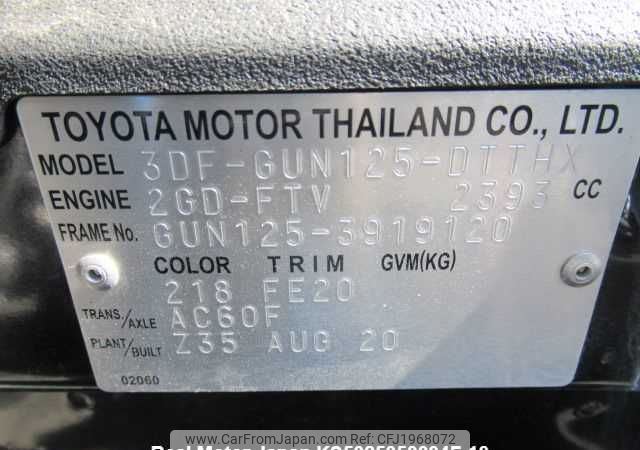 TOYOTA MOTOR THAILAND CO., LTD.
MODEL 3DF-GUN125-DTTHX
ENGINE 2GD-FTV 2393 CC
FRAME No. GUN125-3919120
COLOR TRIM GVM(KG)
218 FE20
TRANS./AXLE AC60F
PLANT/BUILT Z35 AUG 20
02060
www.CarFromJapan.com CFJ1968072